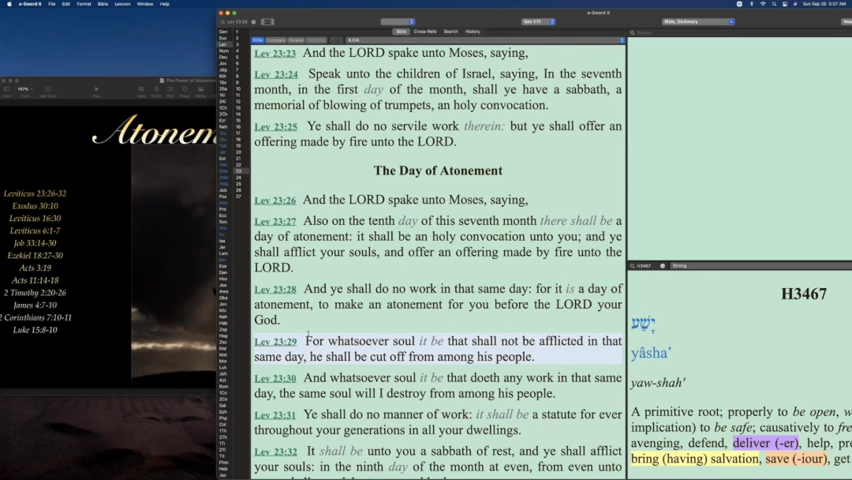 e-Sword X File Edit Format Bible Lexicon Window Help
Sun Sep 26 5:07 AM
e-Sword X
Lev 23:29
Gen 1:1
Bible, Dictionary
Bible Cross-Refs Search History
Bible Compare Parallel
KJVA
The Power of Atonement
197%
Atonem
Leviticus 23:26-32
Exodus 30:10
Leviticus 16:30
Leviticus 6:1-7
Job 33:14-30
Ezekiel 18:27-30
Acts 3:19
Acts 11:14-18
2 Timothy 2:20-26
James 4:7-10
2 Corinthians 7:10-11
Luke 15:8-10
Lev 23:23 And the LORD spake unto Moses, saying,
Lev 23:24 Speak unto the children of Israel, saying, In the seventh
month, in the first day of the month, shall ye have a sabbath, a
memorial of blowing of trumpets, an holy convocation.
Lev 23:25 Ye shall do no servile work therein: but ye shall offer an
offering made by fire unto the LORD.
The Day of Atonement
Lev 23:26 And the LORD spake unto Moses, saying,
Lev 23:27 Also on the tenth day of this seventh month there shall be a
day of atonement: it shall be an holy convocation unto you; and ye
shall afflict your souls, and offer an offering made by fire unto the
LORD.
Lev 23:28 And ye shall do no work in that same day: for it is a day of
atonement, to make an atonement for you before the LORD your
God.
Lev 23:29 For whatsoever soul it be that shall not be afflicted in that
same day, he shall be cut off from among his people.
Lev 23:30 And whatsoever soul it be that doeth any work in that same
day, the same soul will I destroy from among his people.
Lev 23:31 Ye shall do no manner of work: it shall be a statute for ever
throughout your generations in all your dwellings.
Lev 23:32 It shall be unto you a sabbath of rest, and ye shall afflict
your souls: in the ninth day of the month at even, from even unto
H3467 Strong
H3467
יָשַׁע
yâsha‛
yaw-shah'
A primitive root; properly to be open, w
implication) to be safe; causatively to fre
avenging, defend, deliver (-er), help, pre
bring (having) salvation, save (-iour), get